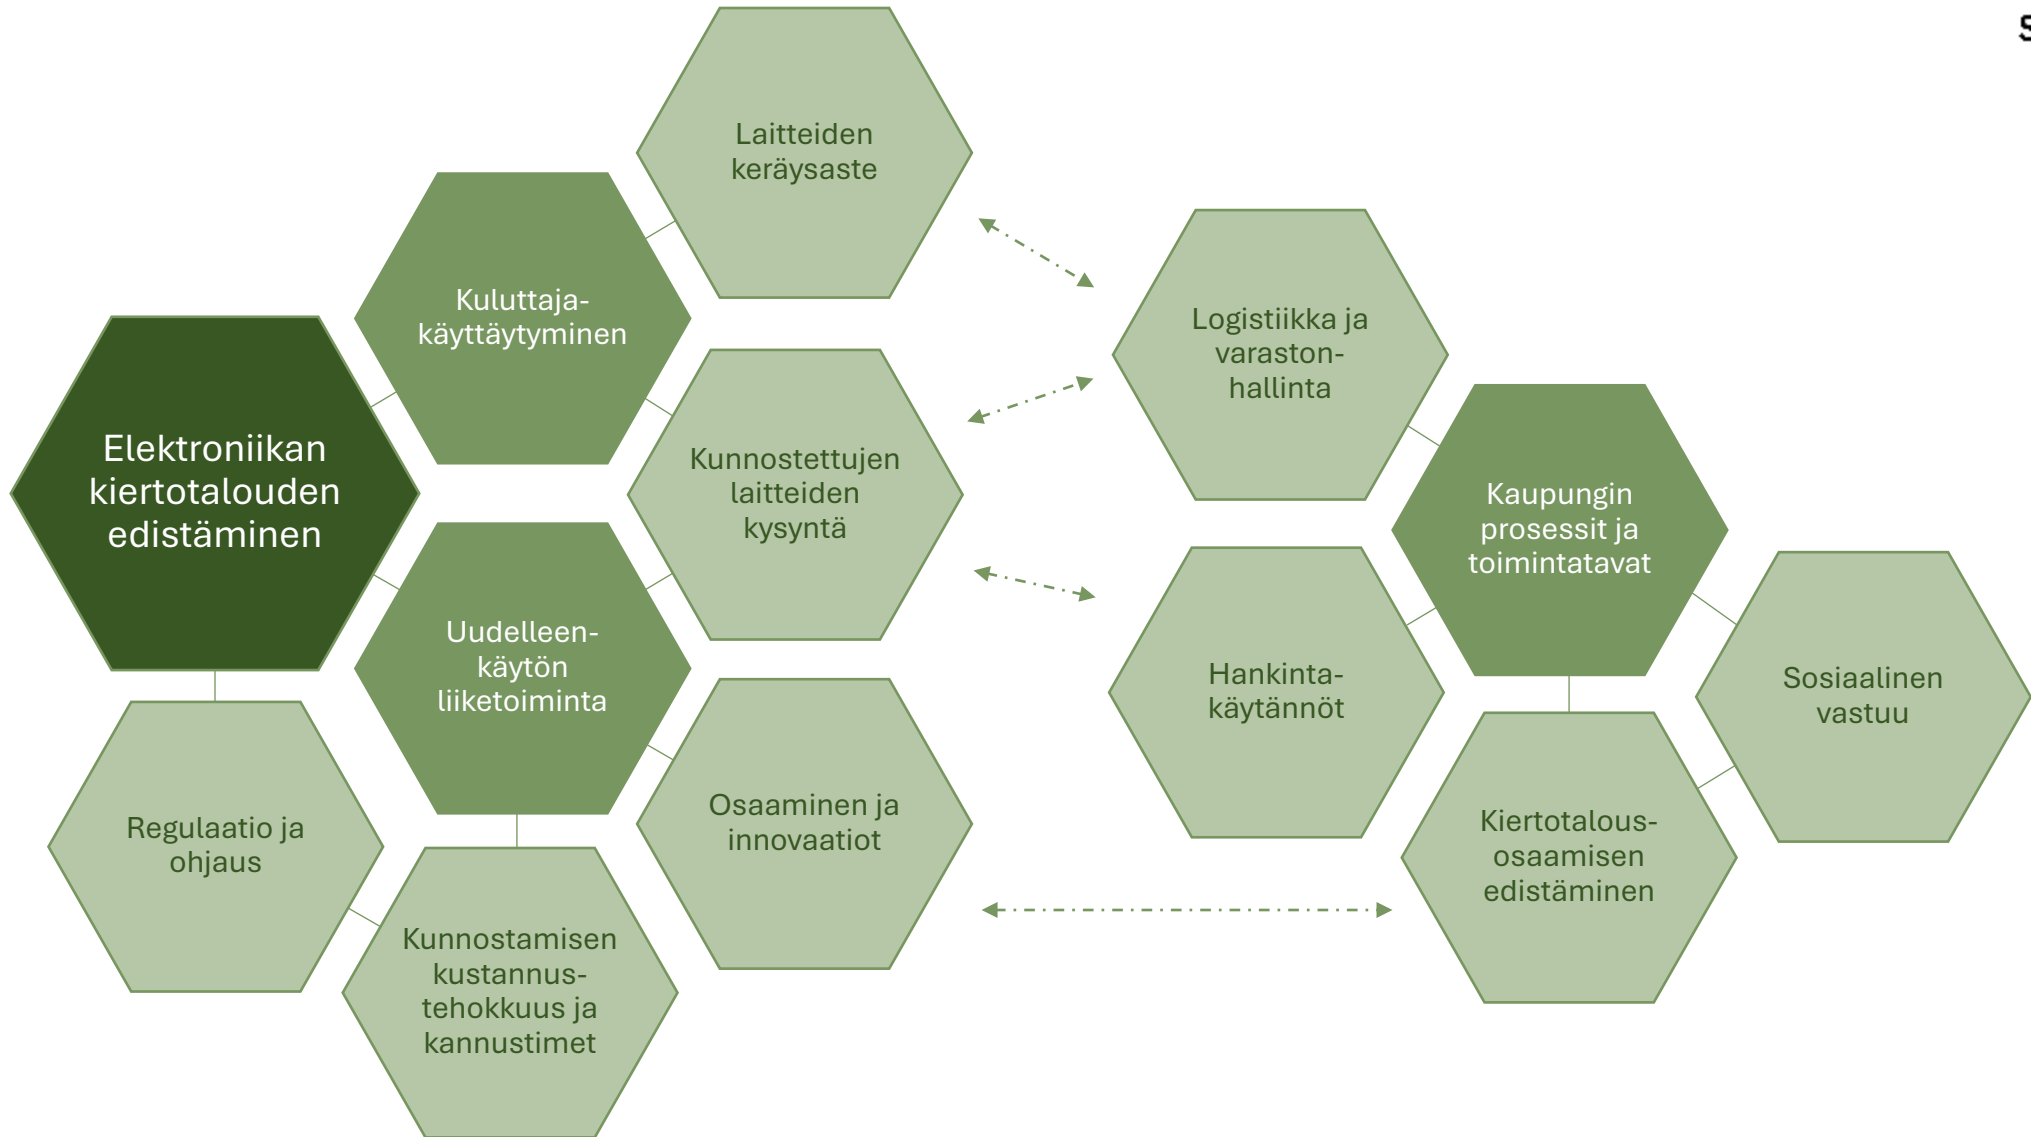 S
Laitteiden
keräysaste
Kuluttaja-
käyttäytyminen
Elektroniikan
kiertotalouden
edistäminen
Kunnostettujen
laitteiden
kysyntä
Uudelleen-
käytön
liiketoiminta
Regulaatio ja
ohjaus
Osaaminen ja
innovaatiot
Kunnostamisen
kustannus-
tehokkuus ja
kannustimet
Logistiikka ja
varaston-
hallinta
Kaupungin
prosessit ja
toimintatavat
Hankinta-
käytännöt
Sosiaalinen
vastuu
Kiertotalous-
osaamisen
edistäminen